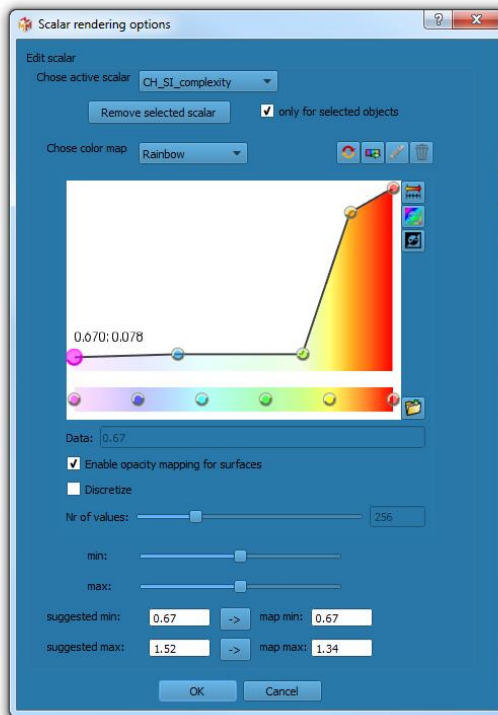 Scalar rendering options
Edit scalar
Chose active scalar CH_SI_complexity
Remove selected scalar only for selected objects
Chose color map Rainbow
0.670; 0.078
Data: 0.67
Enable opacity mapping for surfaces
Discretize
Nr of values: 256
min:
max:
suggested min: 0.67 -> map min: 0.67
suggested max: 1.52 -> map max: 1.34
OK Cancel